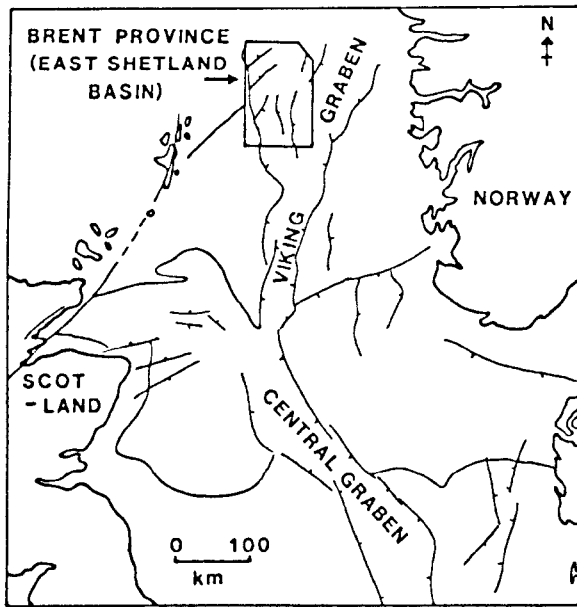 BRENT PROVINCE
(EAST SHETLAND
BASIN)
N
GRABEN
NORWAY
VIKING
SCOT
-LAND
CENTRAL GRABEN
0 100
km